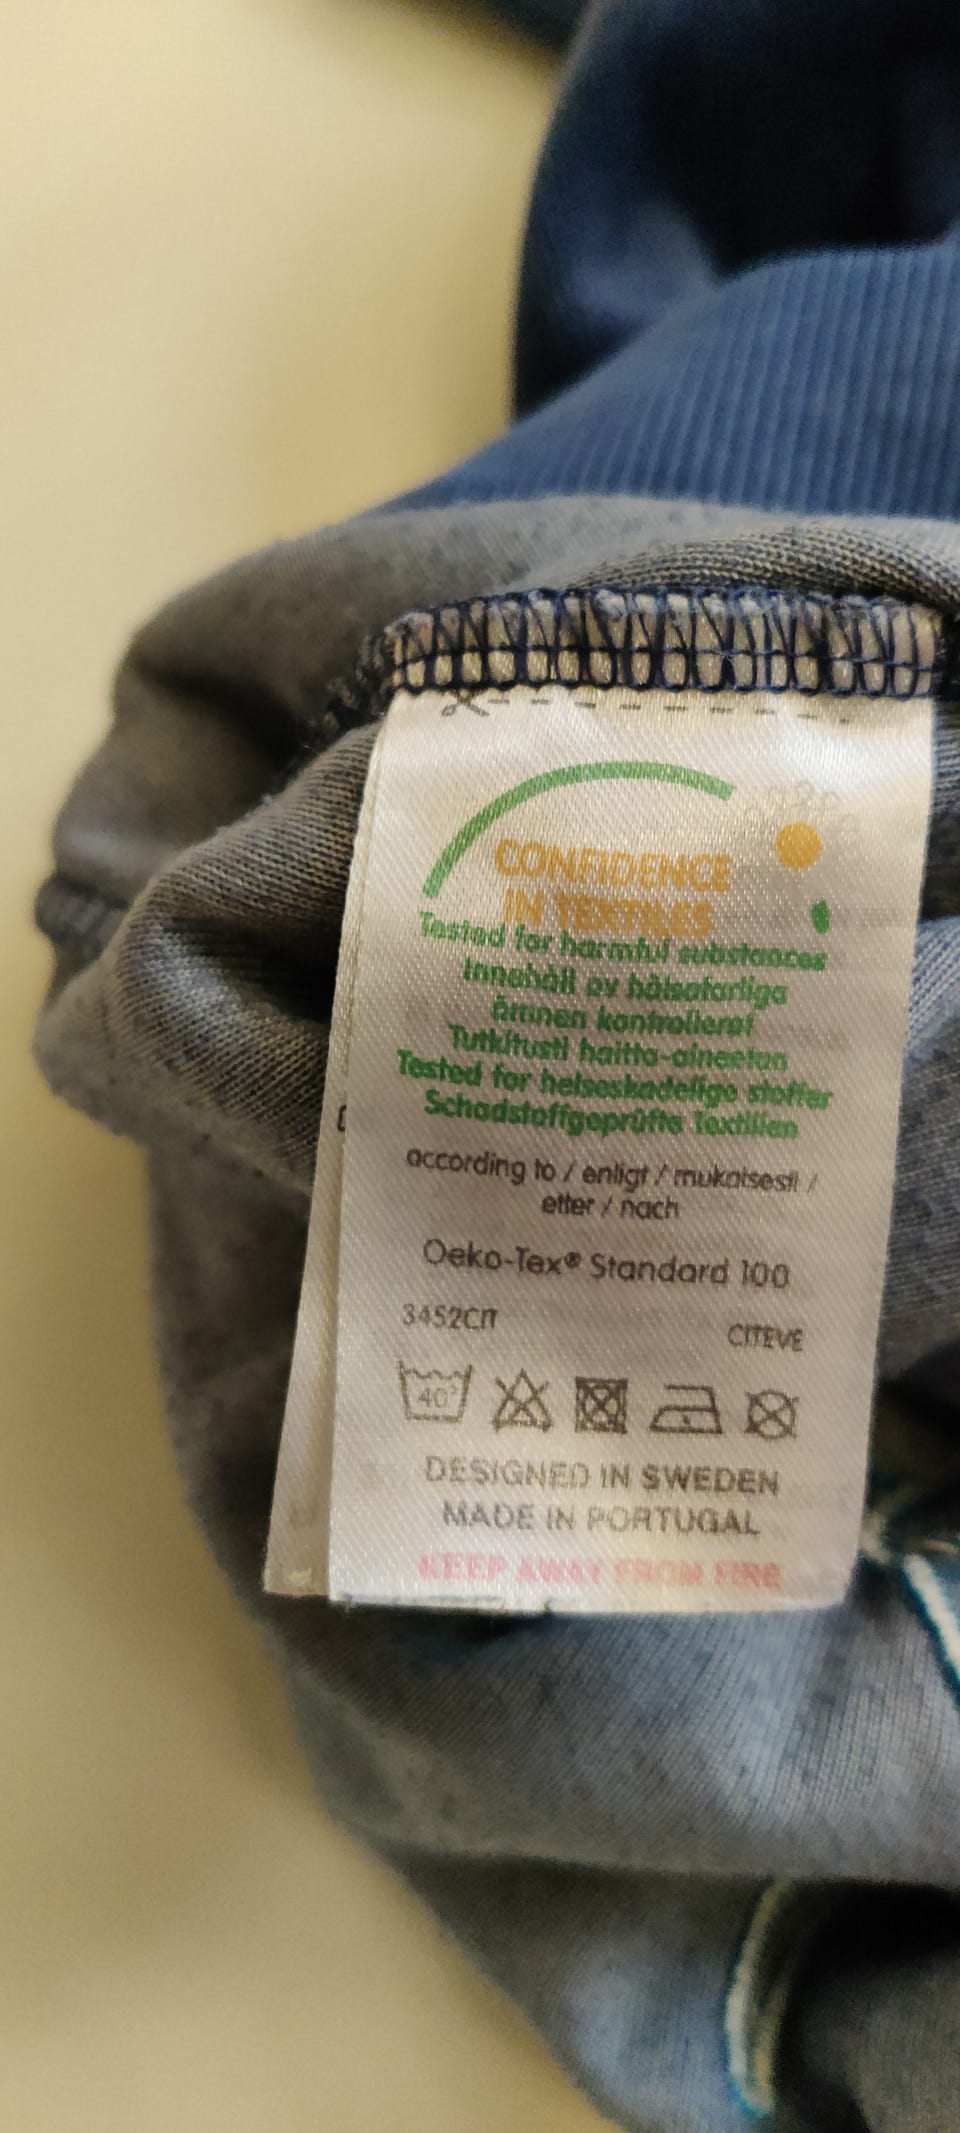 CONFIDENCE
IN TEXTILES
Tested for harmful substances
Innehåll av hälsofarliga
ämnen kontrollerat
Tutkitusti haitta-aineeton
Tested for helseskadelige stoffer
Schadstoffgeprüfte Textilien
according to / enligt / mukaisesti /
etter / nach
Oeko-Tex® Standard 100
3452CIT CITEVE
40°
DESIGNED IN SWEDEN
MADE IN PORTUGAL
KEEP AWAY FROM FIRE